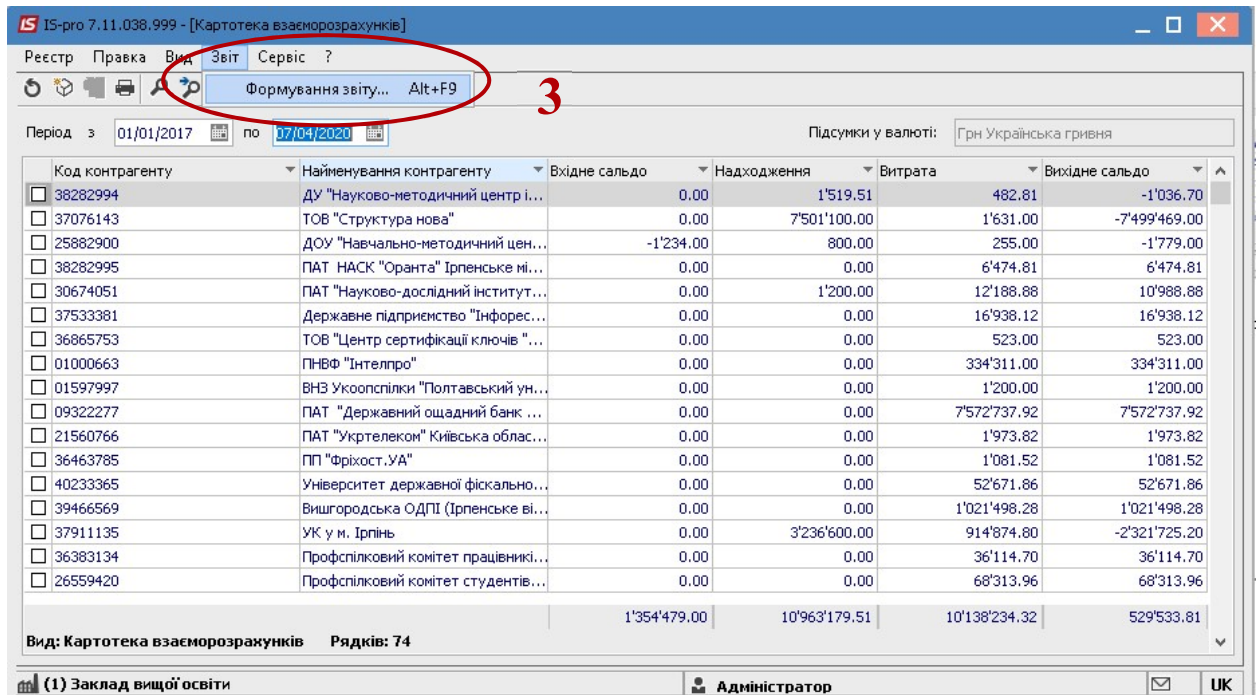 IS-pro 7.11.038.999 - [Картотека взаєморозрахунків]
Реєстр Правка Вид Звіт Сервіс ?
Формування звіту... Alt+F9
3
Період з 01/01/2017 по 07/04/2020 Підсумки у валюті: Грн Українська гривня
Код контрагенту Найменування контрагенту Вхідне сальдо Надходження Витрата Вихідне сальдо
38282994 ДУ "Науково-методичний центр і... 0.00 1'519.51 482.81 -1'036.70
37076143 ТОВ "Структура нова" 0.00 7'501'100.00 1'631.00 -7'499'469.00
25882900 ДОУ "Навчально-методичний цен... -1'234.00 800.00 255.00 -1'779.00
38282995 ПАТ НАСК "Оранта" Ірпенське мі... 0.00 0.00 6'474.81 6'474.81
30674051 ПАТ "Науково-дослідний інститут... 0.00 1'200.00 12'188.88 10'988.88
37533381 Державне підприємство "Інфорес... 0.00 0.00 16'938.12 16'938.12
36865753 ТОВ "Центр сертифікації ключів "... 0.00 0.00 523.00 523.00
01000663 ПНВФ "Інтелпро" 0.00 0.00 334'311.00 334'311.00
01597997 ВНЗ Укоопспілки "Полтавський ун... 0.00 0.00 1'200.00 1'200.00
09322277 ПАТ "Державний ощадний банк ... 0.00 0.00 7'572'737.92 7'572'737.92
21560766 ПАТ "Укртелеком" Київська облас... 0.00 0.00 1'973.82 1'973.82
36463785 ПП "Фріхост.УА" 0.00 0.00 1'081.52 1'081.52
40233365 Університет державної фіскально... 0.00 0.00 52'671.86 52'671.86
39466569 Вишгородська ОДПІ (Ірпенське ві... 0.00 0.00 1'021'498.28 1'021'498.28
37911135 УК у м. Ірпінь 0.00 3'236'600.00 914'874.80 -2'321'725.20
36383134 Профспілковий комітет працівникі... 0.00 0.00 36'114.70 36'114.70
26559420 Профспілковий комітет студентів... 0.00 0.00 68'313.96 68'313.96
1'354'479.00 10'963'179.51 10'138'234.32 529'533.81
Вид: Картотека взаєморозрахунків Рядків: 74
(1) Заклад вищої освіти Адміністратор UK